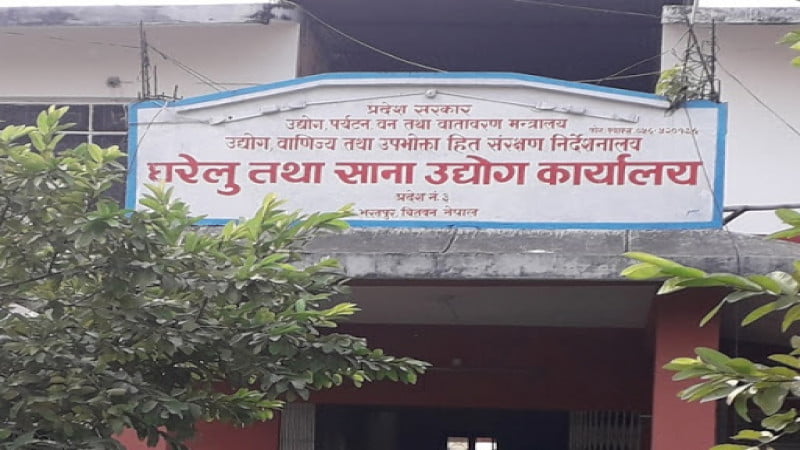 प्रदेश सरकार
उद्योग, पर्यटन, वन तथा वातावरण मन्त्रालय
उद्योग, वाणिज्य तथा उपभोक्ता हित संरक्षण निर्देशनालय
घरेलु तथा साना उद्योग कार्यालय
प्रदेश नं. ३
भरतपुर, चितवन, नेपाल